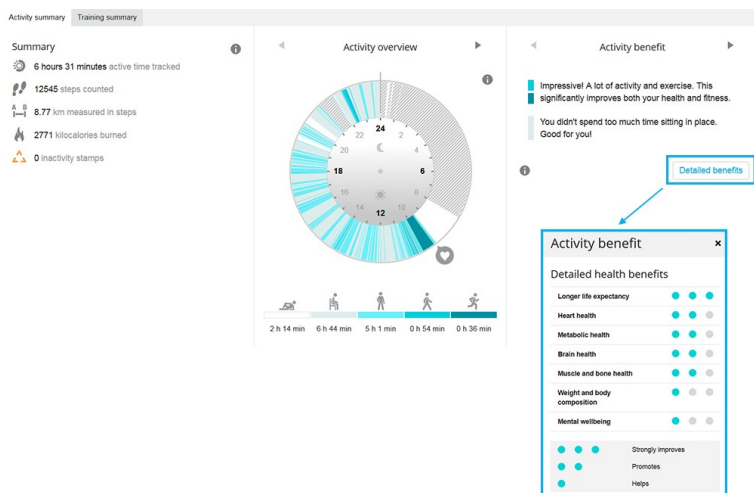 Activity summary
Training summary
Summary
6 hours 31 minutes active time tracked
12545 steps counted
A B
8.77 km measured in steps
2771 kilocalories burned
0 inactivity stamps
Activity overview
24
22
2
20
4
18
6
16
8
14
10
12
2 h 14 min
6 h 44 min
5 h 1 min
0 h 54 min
0 h 36 min
Activity benefit
Impressive! A lot of activity and exercise. This
significantly improves both your health and fitness.
You didn't spend too much time sitting in place.
Good for you!
Detailed benefits
Activity benefit
×
Detailed health benefits
Longer life expectancy
Heart health
Metabolic health
Brain health
Muscle and bone health
Weight and body
composition
Mental wellbeing
Strongly improves
Promotes
Helps